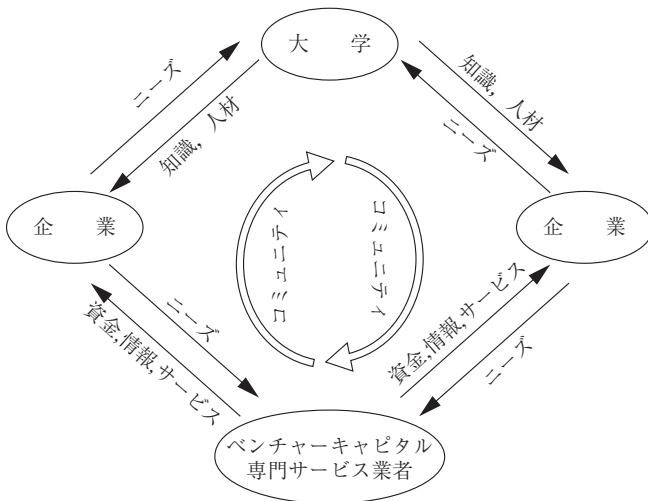 大　学
ニーズ
知識，人材
知識，人材
ニーズ
企　業
コミュニティ
コミュニティ
企　業
ニーズ
資金,情報,サービス
資金,情報,サービス
ニーズ
ベンチャーキャピタル
専門サービス業者